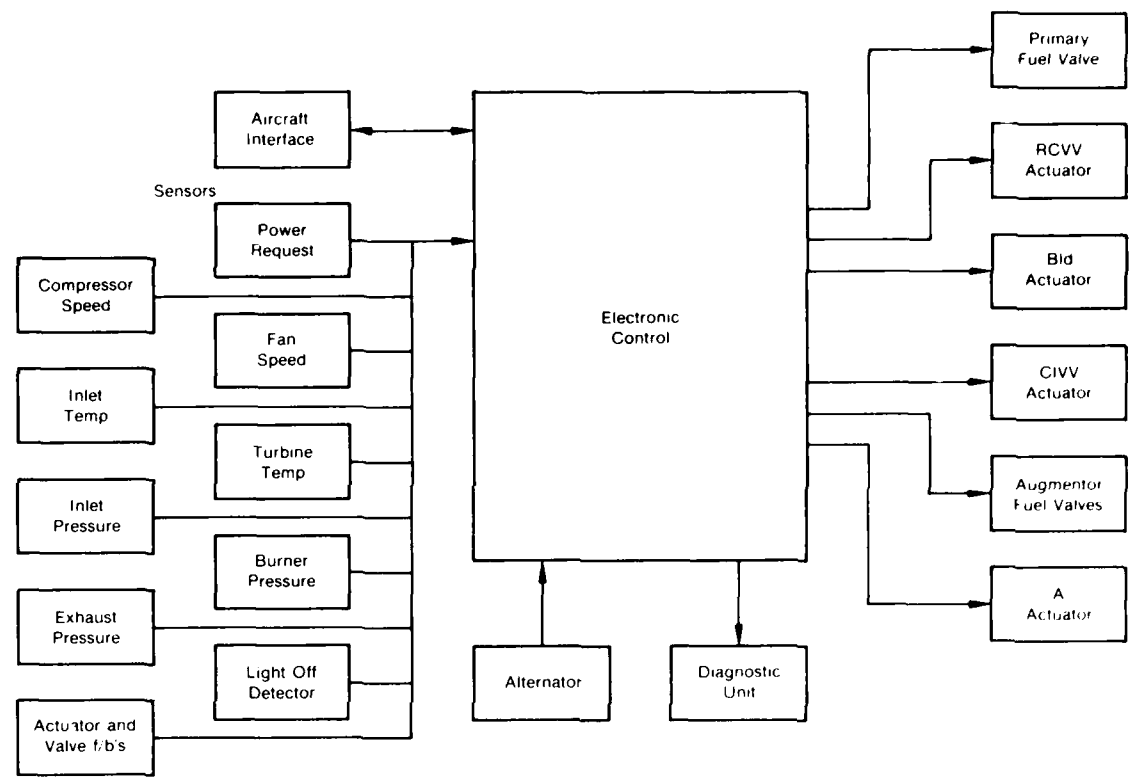 Primary
Fuel Valve
Aircraft
Interface
RCVV
Actuator
Sensors
Power
Request
Bld
Actuator
Compressor
Speed
Fan
Speed
Electronic
Control
Inlet
Temp
CIVV
Actuator
Turbine
Temp
Inlet
Pressure
Augmentor
Fuel Valves
Burner
Pressure
Exhaust
Pressure
A
Actuator
Light Off
Detector
Alternator
Diagnostic
Unit
Actuator and
Valve f/b's